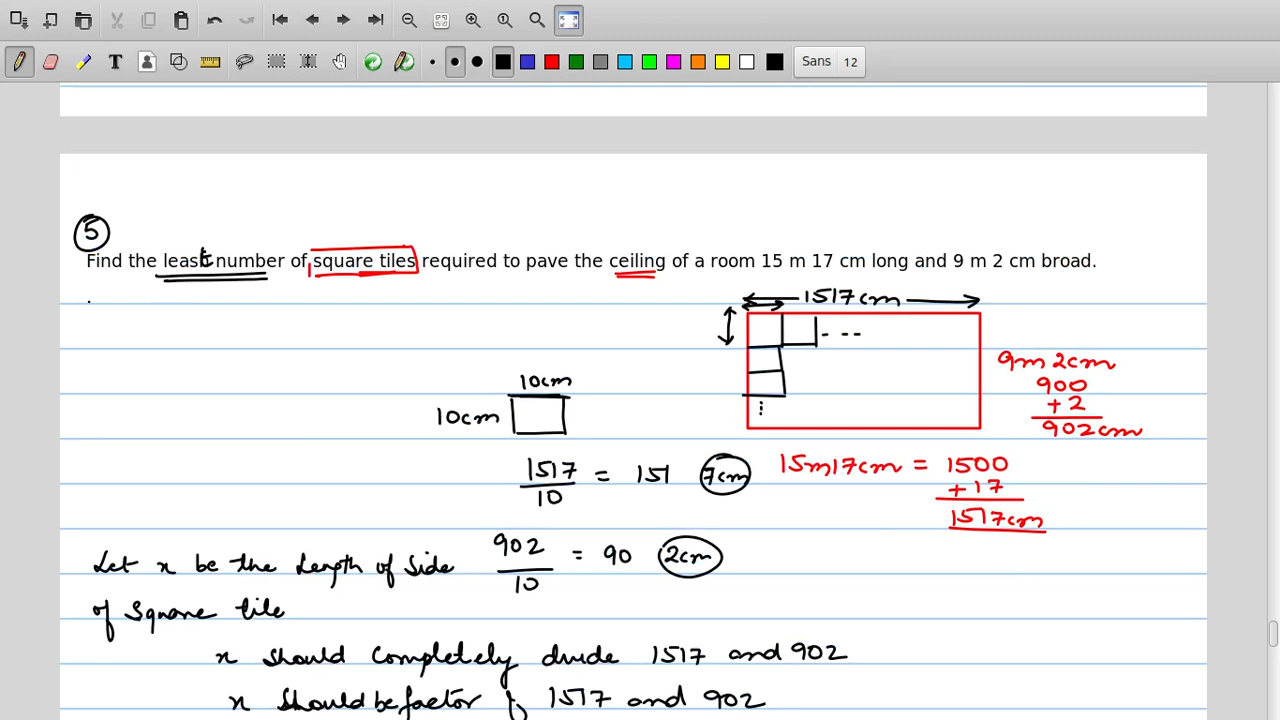 Sans 12
5
Find the least number of square tiles required to pave the ceiling of a room 15 m 17 cm long and 9 m 2 cm broad.
1517cm
9m 2cm
900
+ 2
902cm
10cm
10cm
15m17cm = 1500
+ 17
1517cm
1517/10 = 151 7cm
902/10 = 90 2cm
Let x be the length of side
of square tile
x should completely divide 1517 and 902
x should be factor of 1517 and 902